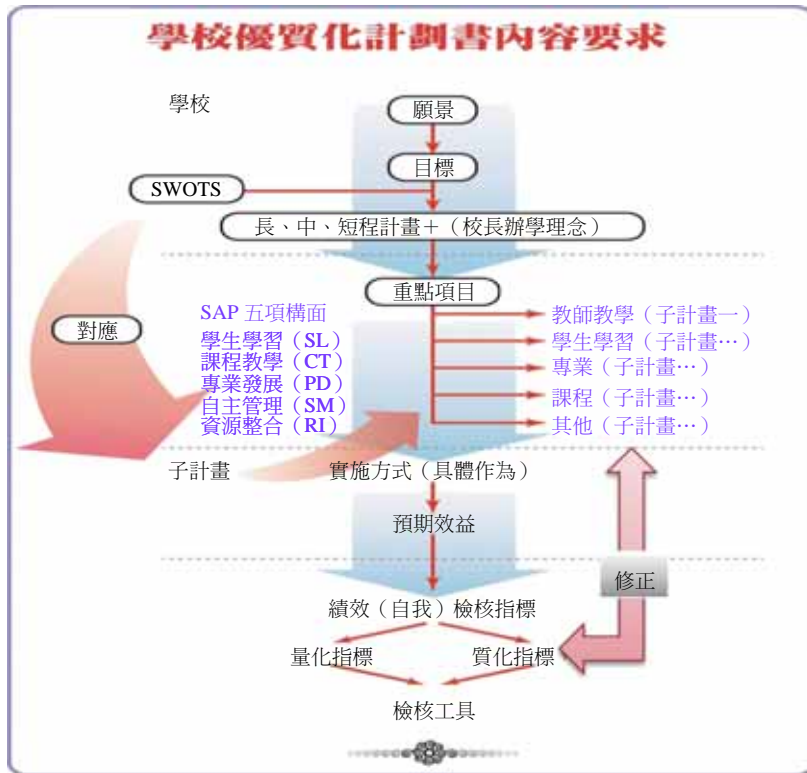 學校優質化計劃書內容要求
學校
願景
目標
SWOTS
長、中、短程計畫＋（校長辦學理念）
重點項目
對應
SAP 五項構面
學生學習（SL）
課程教學（CT）
專業發展（PD）
自主管理（SM）
資源整合（RI）
教師教學（子計畫一）
學生學習（子計畫…）
專業（子計畫…）
課程（子計畫…）
其他（子計畫…）
子計畫
實施方式（具體作為）
預期效益
修正
績效（自我）檢核指標
量化指標
質化指標
檢核工具